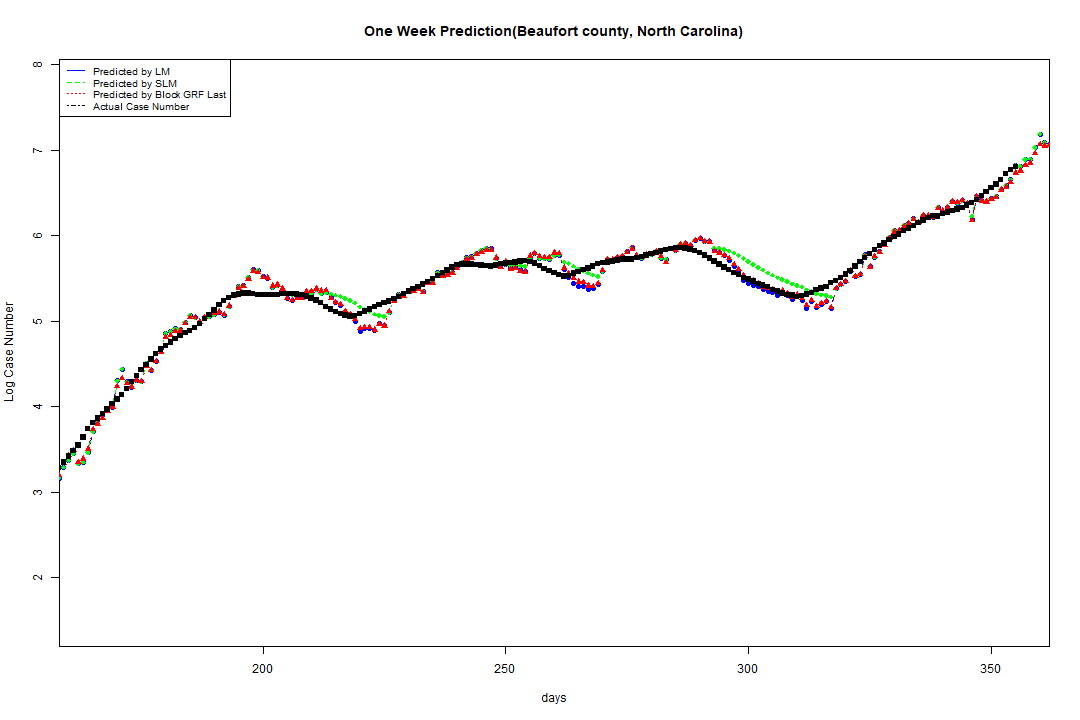 One Week Prediction(Beaufort county, North Carolina)
Predicted by LM
Predicted by SLM
Predicted by Block GRF Last
Actual Case Number
8
7
6
5
4
3
2
Log Case Number
200 250 300 350
days